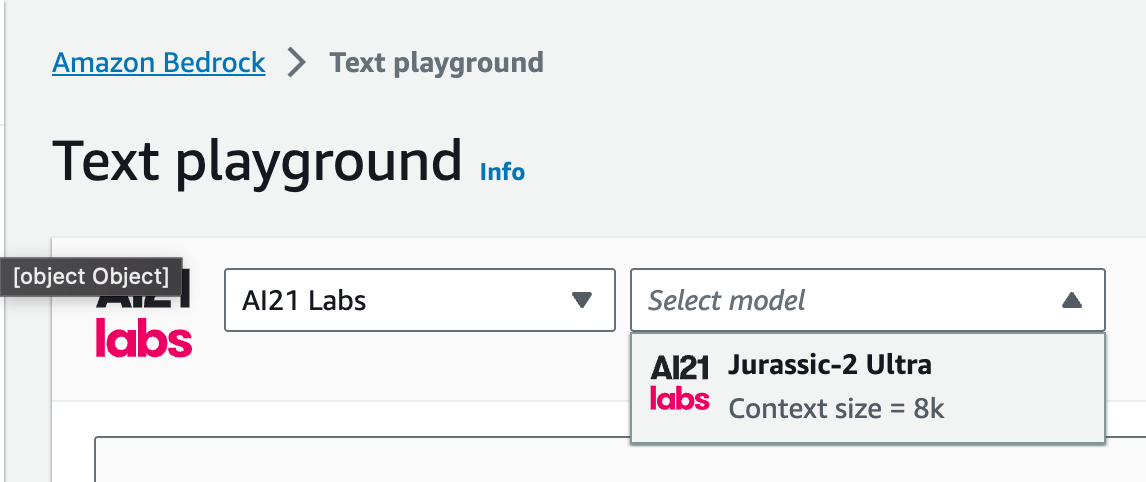 Amazon Bedrock > Text playground
Text playground Info
[object Object]
AI21
labs
AI21 Labs
Select model
AI21
labs
Jurassic-2 Ultra
Context size = 8k